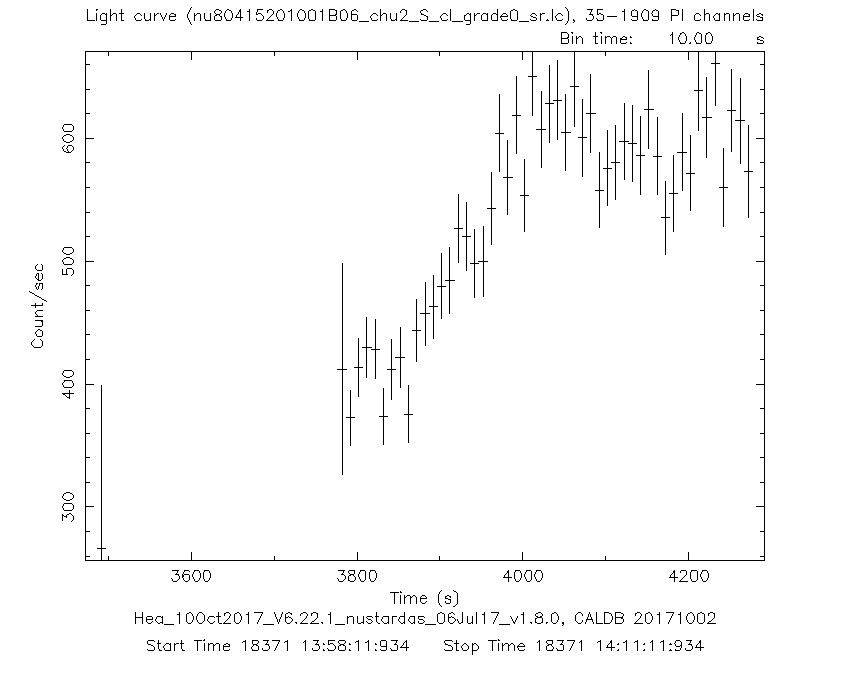 Light curve (nu80415201001B06_chu2_S_cl_grade0_sr.lc), 35-1909 PI channels
Bin time: 10.00 s
600
500
400
300
Count/sec
3600 3800 4000 4200
Time (s)
Hea_10Oct2017_V6.22.1_nustardas_06Jul17_v1.8.0, CALDB 20171002
Start Time 18371 13:58:11:934 Stop Time 18371 14:11:11:934